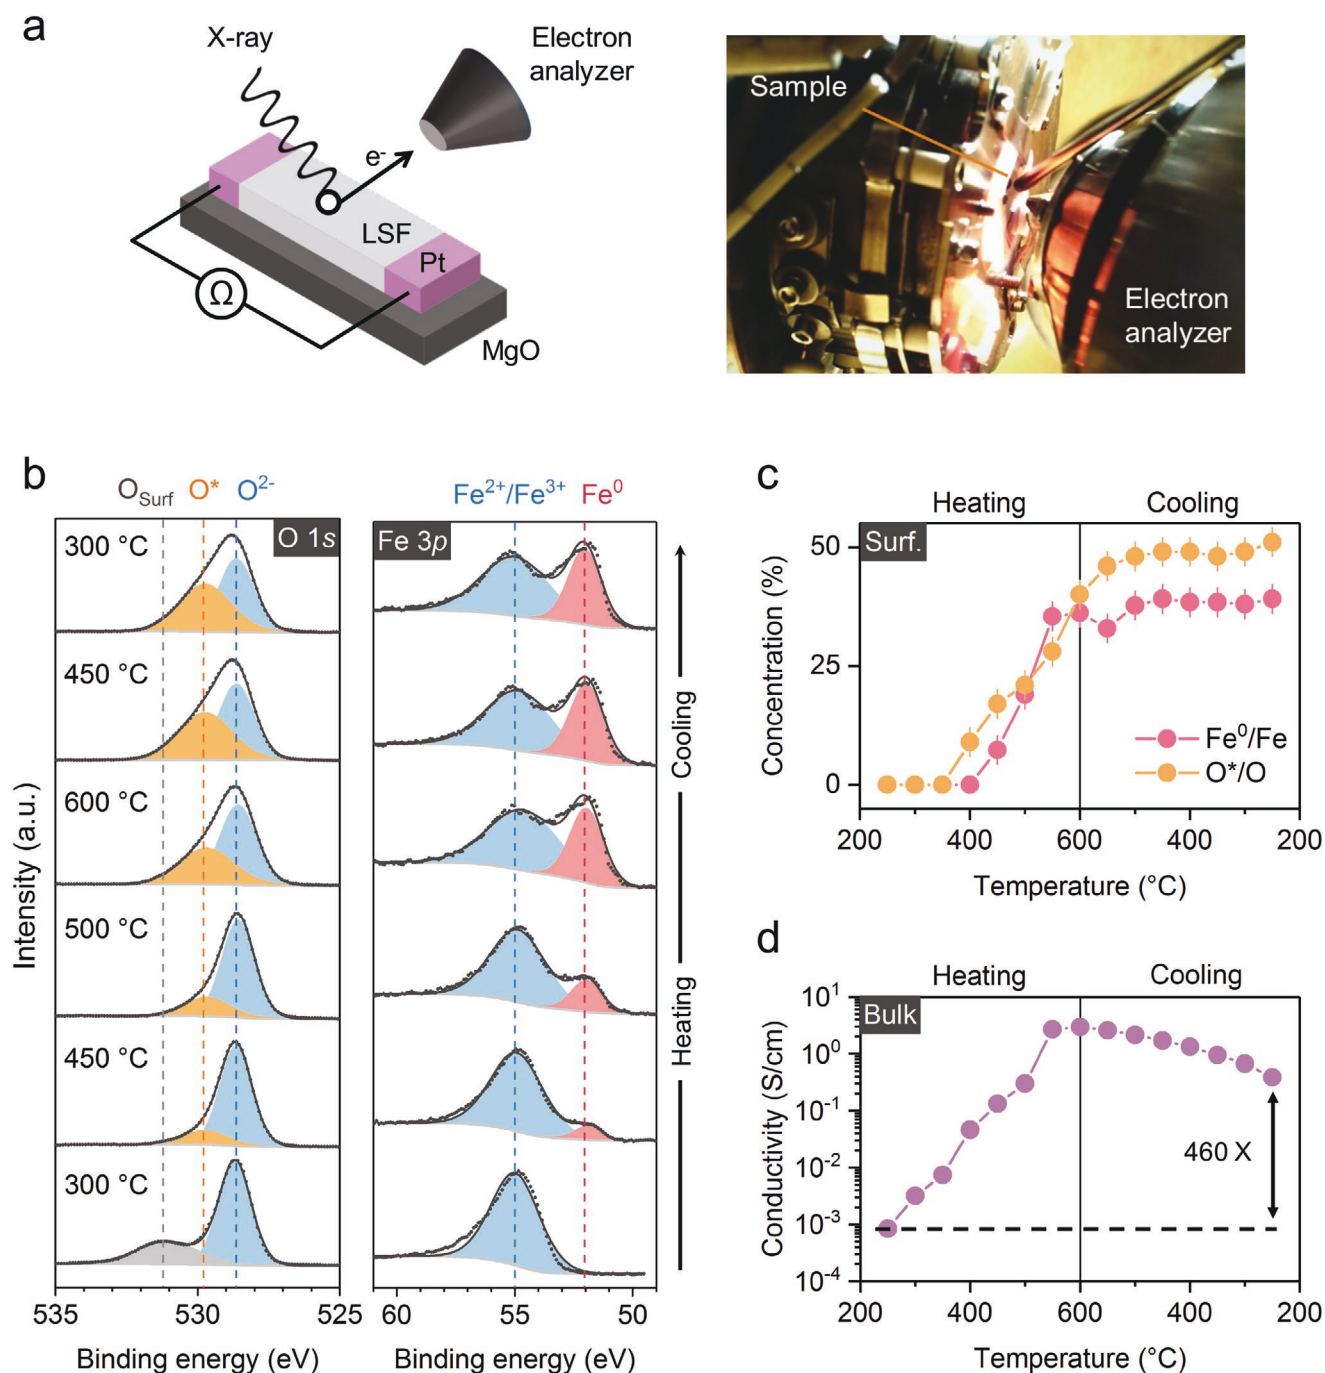 a
X-ray
Electron
analyzer
e⁻
LSF
Pt
Ω
MgO
Sample
Electron
analyzer
b
O_Surf O* O²⁻
Fe²⁺/Fe³⁺ Fe⁰
O 1s
Fe 3p
300 °C
450 °C
600 °C
500 °C
450 °C
300 °C
Intensity (a.u.)
Cooling
Heating
535 530 525
60 55 50
Binding energy (eV)
Binding energy (eV)
c
Heating Cooling
Surf.
50
25
0
Concentration (%)
Fe⁰/Fe
O*/O
200 400 600 400 200
Temperature (°C)
d
Heating Cooling
Bulk
10¹
10⁰
10⁻¹
10⁻²
10⁻³
10⁻⁴
Conductivity (S/cm)
460 X
200 400 600 400 200
Temperature (°C)